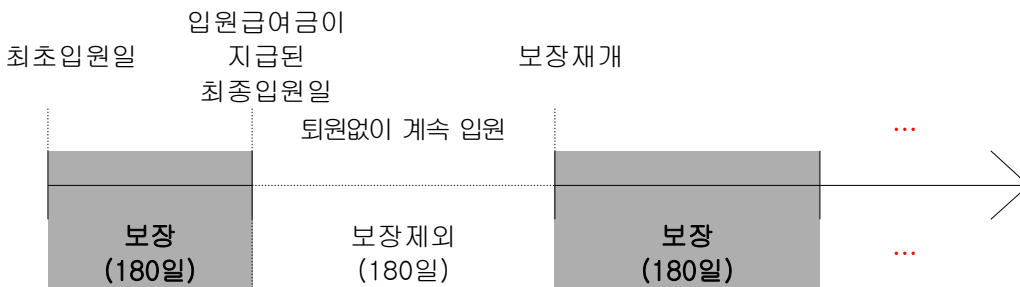 최초입원일
입원급여금이
지급된
최종입원일
보장재개
퇴원없이 계속 입원
...
보장
(180일)
보장제외
(180일)
보장
(180일)
...